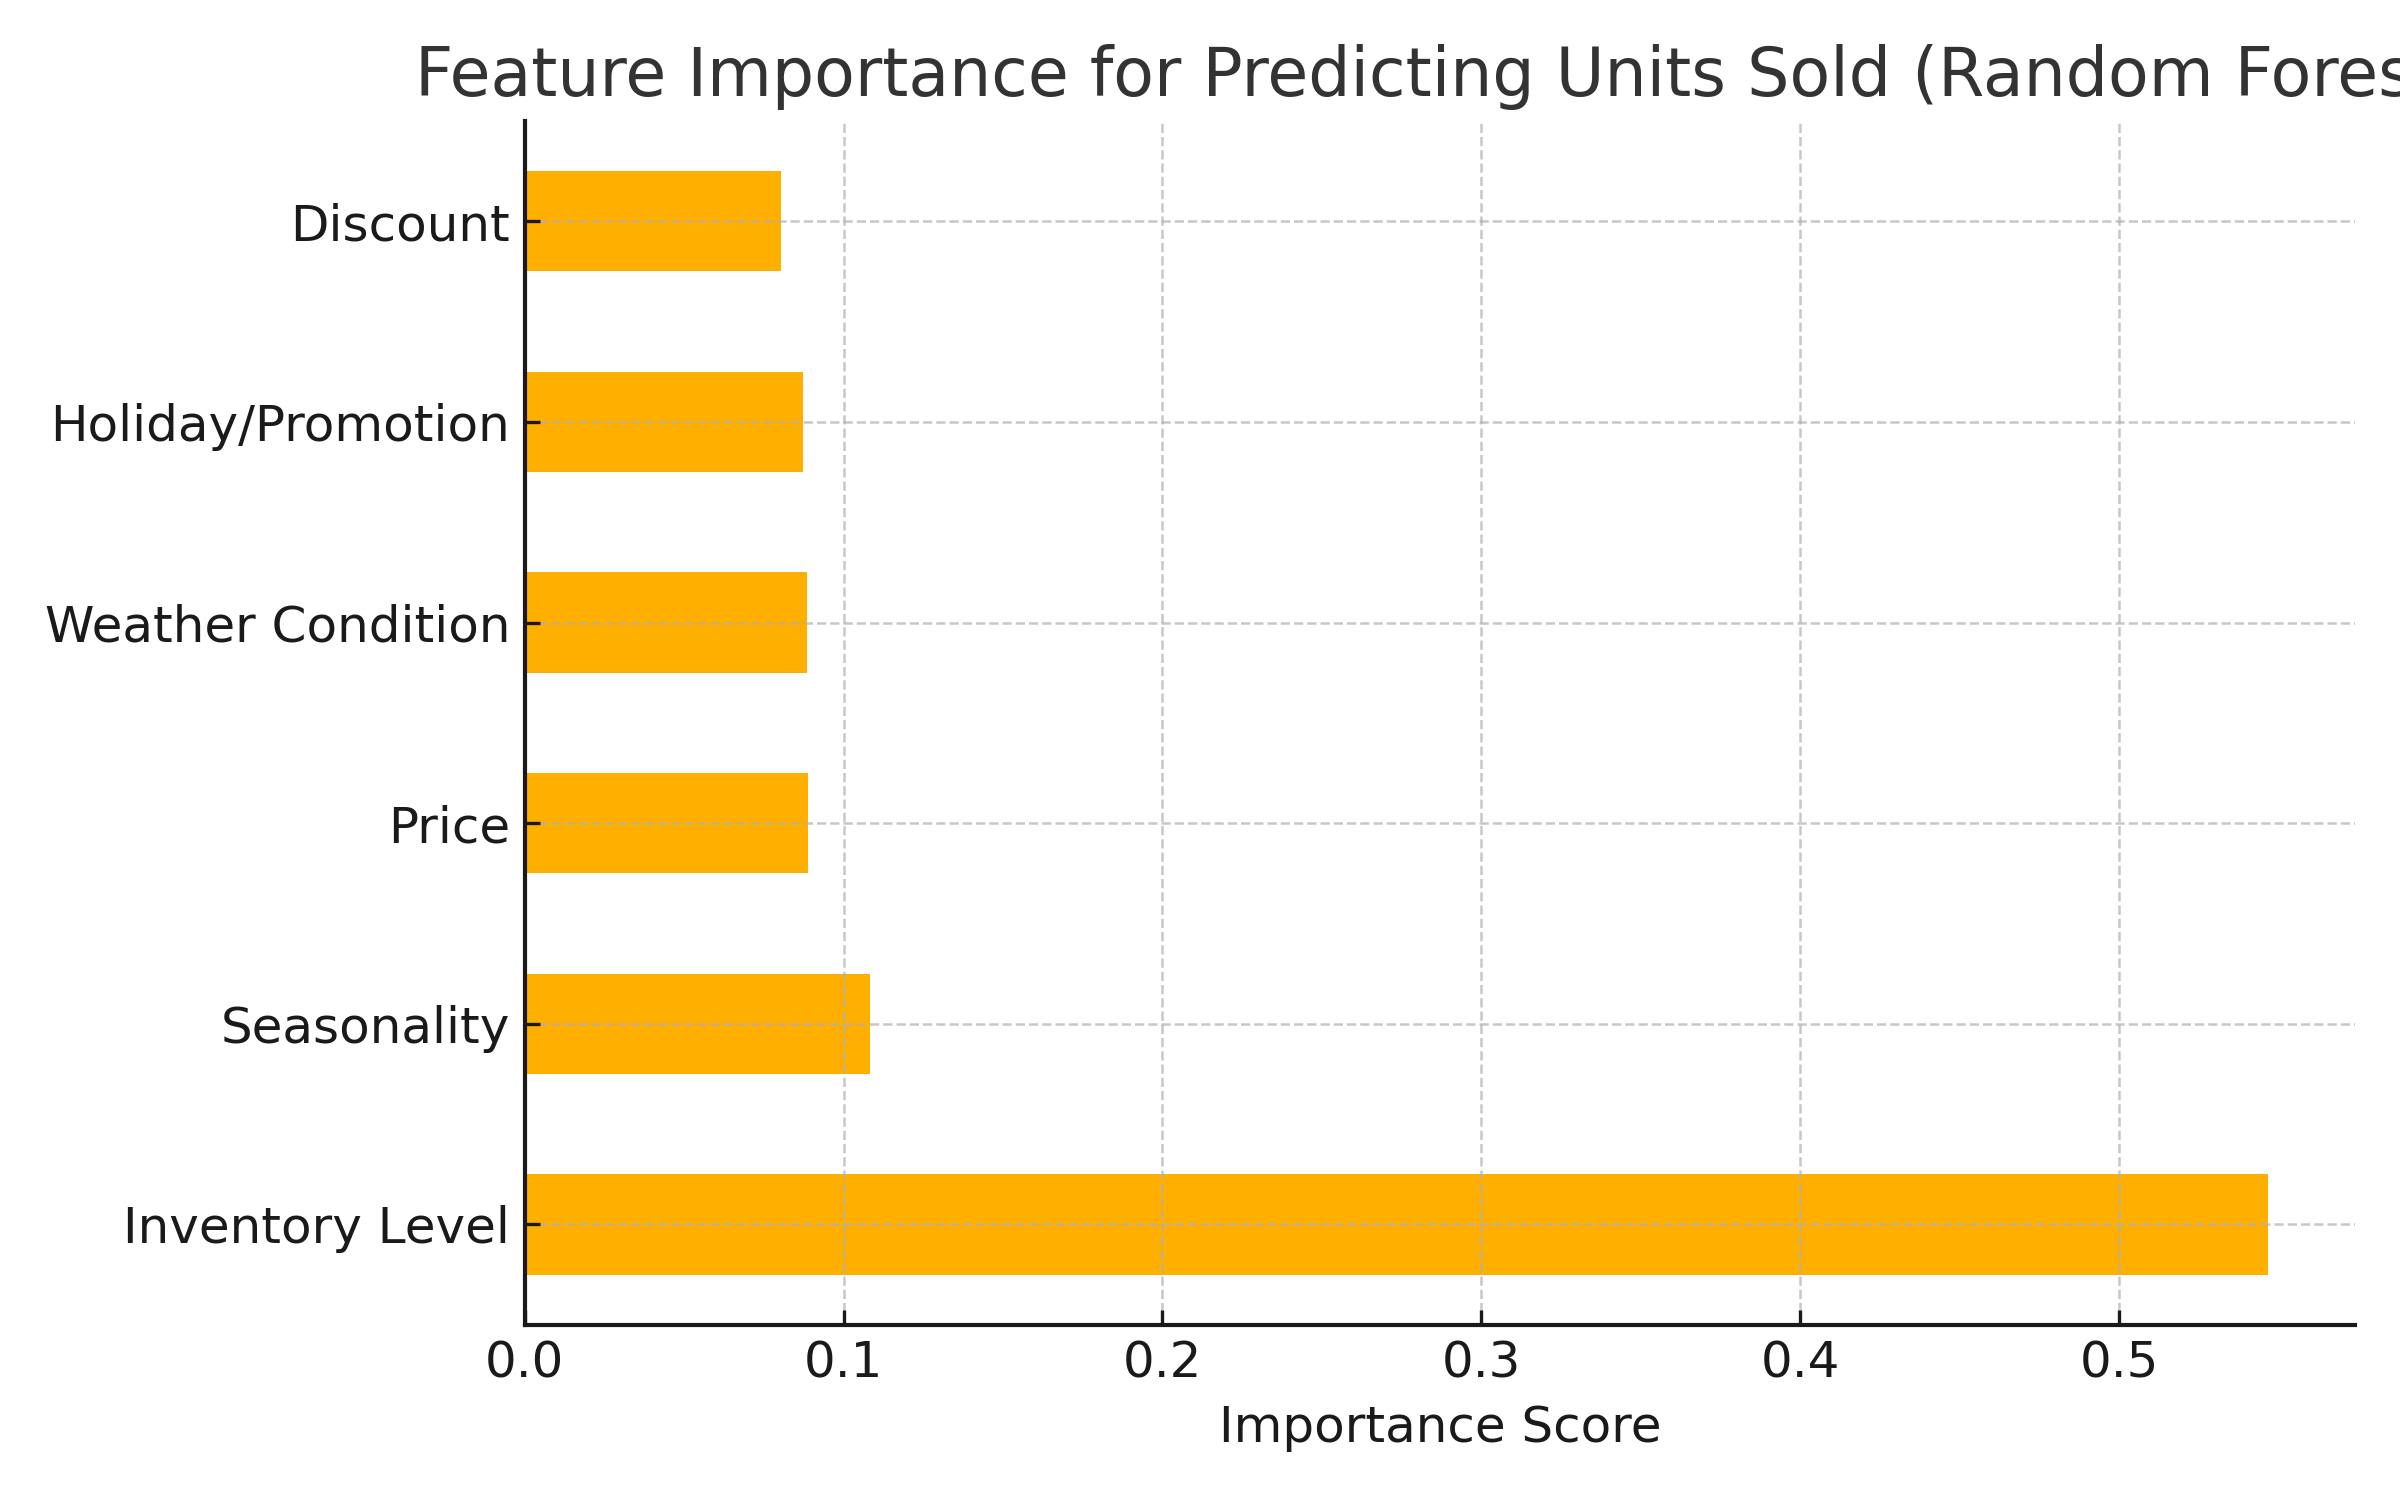 Feature Importance for Predicting Units Sold (Random Fores
Discount
Holiday/Promotion
Weather Condition
Price
Seasonality
Inventory Level
0.0 0.1 0.2 0.3 0.4 0.5
Importance Score